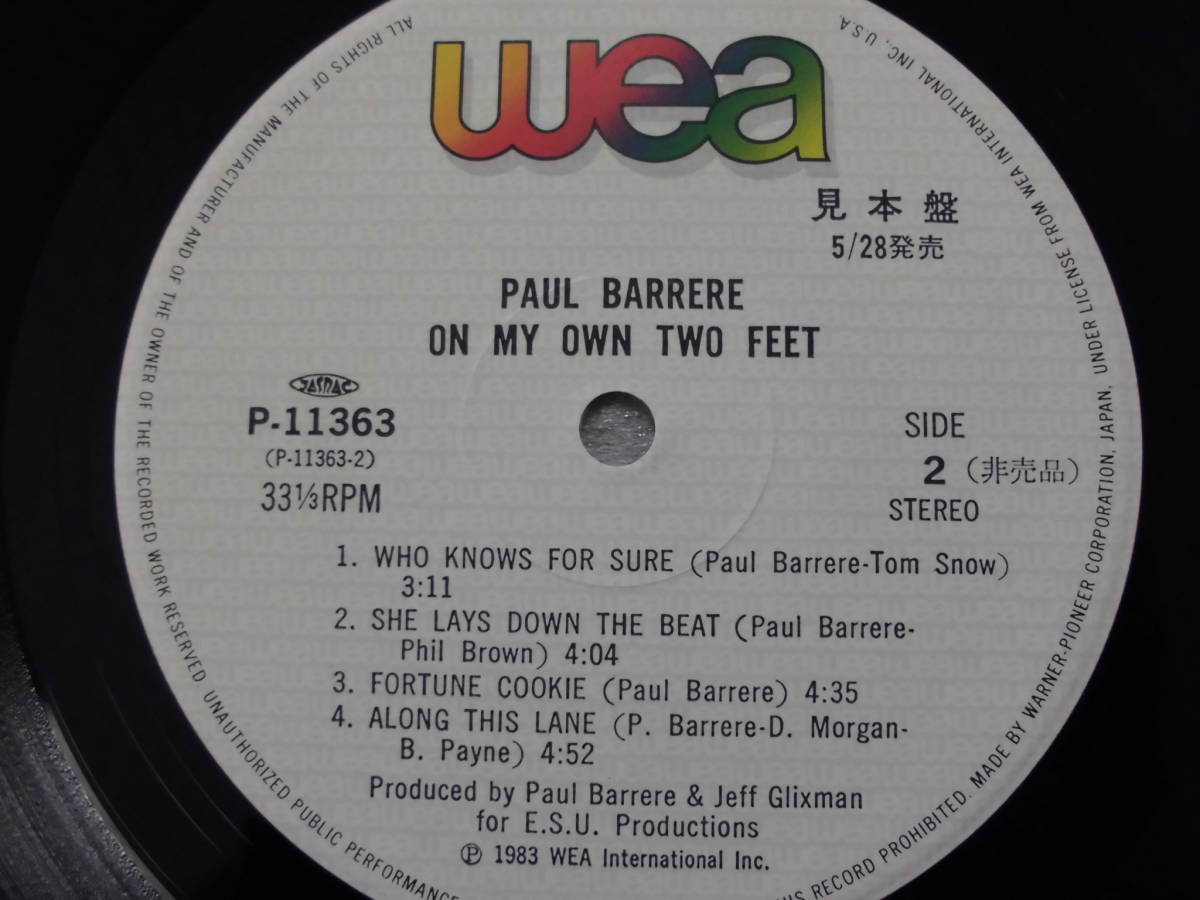 wea
見本盤
5/28発売
PAUL BARRERE
ON MY OWN TWO FEET
JASRAC
P-11363
(P-11363-2)
33⅓RPM
SIDE
2 (非売品)
STEREO
1. WHO KNOWS FOR SURE (Paul Barrere-Tom Snow)
3:11
2. SHE LAYS DOWN THE BEAT (Paul Barrere-
Phil Brown) 4:04
3. FORTUNE COOKIE (Paul Barrere) 4:35
4. ALONG THIS LANE (P. Barrere-D. Morgan-
B. Payne) 4:52
Produced by Paul Barrere & Jeff Glixman
for E.S.U. Productions
Ⓟ 1983 WEA International Inc.
ALL RIGHTS OF THE MANUFACTURER AND OF THE OWNER OF THE RECORDED WORK RESERVED UNAUTHORIZED PUBLIC PERFORMANC
THIS RECORD PROHIBITED. MADE BY WARNER-PIONEER CORPORATION, JAPAN, UNDER LICENSE FROM WEA INTERNATIONAL INC., U.S.A